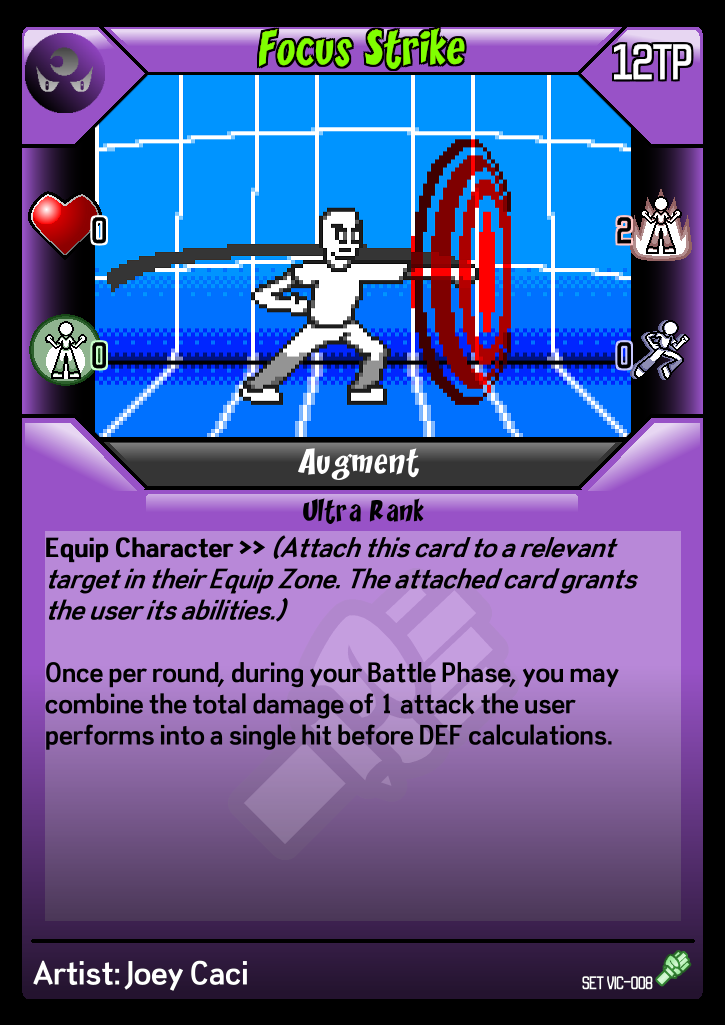 Focus Strike
12TP
0
2
0
0
Augment
Ultra Rank
Equip Character >> (Attach this card to a relevant
target in their Equip Zone. The attached card grants
the user its abilities.)
Once per round, during your Battle Phase, you may
combine the total damage of 1 attack the user
performs into a single hit before DEF calculations.
Artist: Joey Caci
SET VIC-008